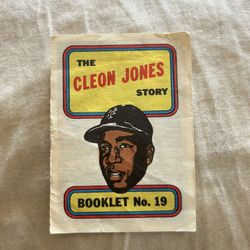 THE
CLEON JONES
STORY
BOOKLET No. 19